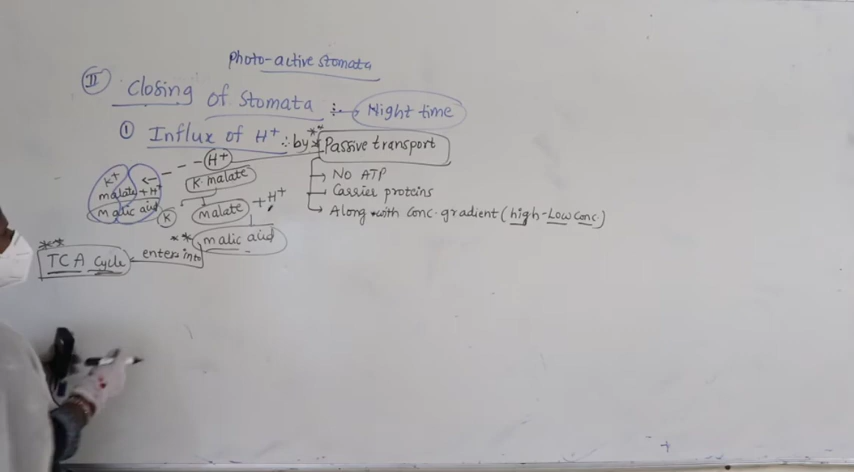 Photo-active stomata
II Closing of Stomata ÷→ Night time
① Influx of H+ ∴ by ** Passive transport
H+
→ No ATP
→ Carrier proteins
→ Along with conc. gradient (high-Low conc)
K malate
K+
malate + H+
malic acid
K malate + H+
** malic acid
enters into
** TCA cycle